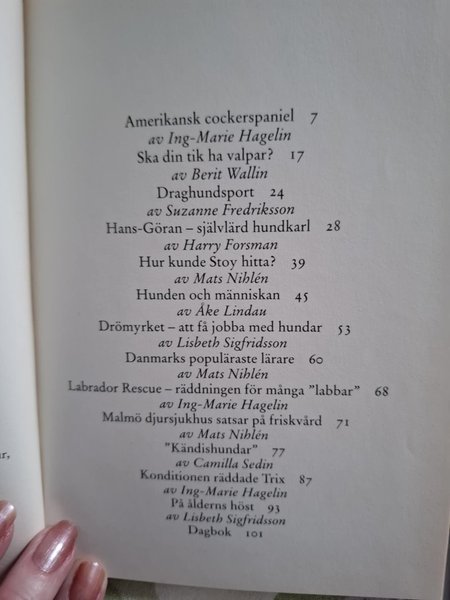 Amerikansk cockerspaniel 7
av Ing-Marie Hagelin
Ska din tik ha valpar? 17
av Berit Wallin
Draghundsport 24
av Suzanne Fredriksson
Hans-Göran – självlärd hundkarl 28
av Harry Forsman
Hur kunde Stoy hitta? 39
av Mats Nihlén
Hunden och människan 45
av Åke Lindau
Drömyrket – att få jobba med hundar 53
av Lisbeth Sigfridsson
Danmarks populäraste lärare 60
av Mats Nihlén
Labrador Rescue – räddningen för många "labbar" 68
av Ing-Marie Hagelin
Malmö djursjukhus satsar på friskvård 71
av Mats Nihlén
"Kändishundar" 77
av Camilla Sedin
Konditionen räddade Trix 87
av Ing-Marie Hagelin
På ålderns höst 93
av Lisbeth Sigfridsson
Dagbok 101